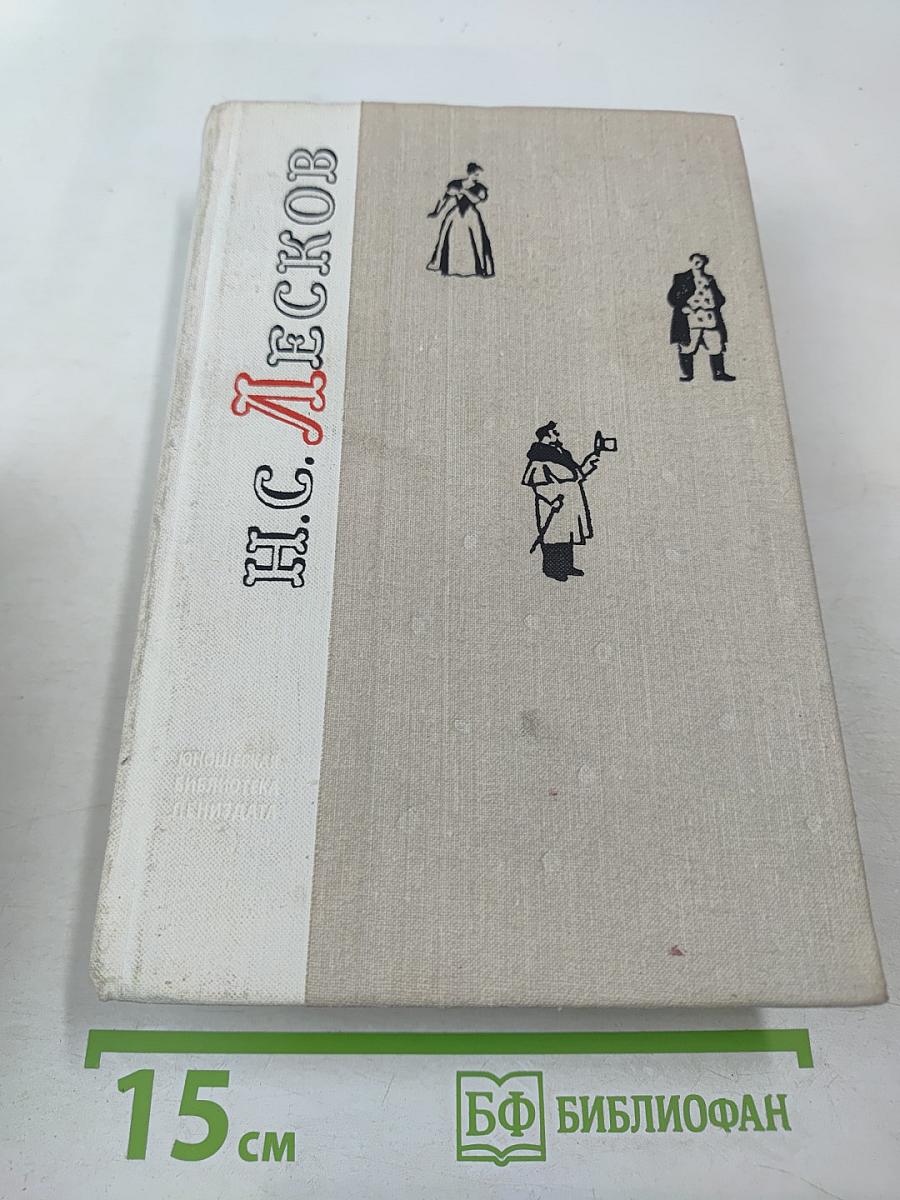 Н.С. Лесков
ЮНОШЕСКАЯ
БИБЛИОТЕКА
ЛЕНИЗДАТА
15 см
БФ БИБЛИОФАН